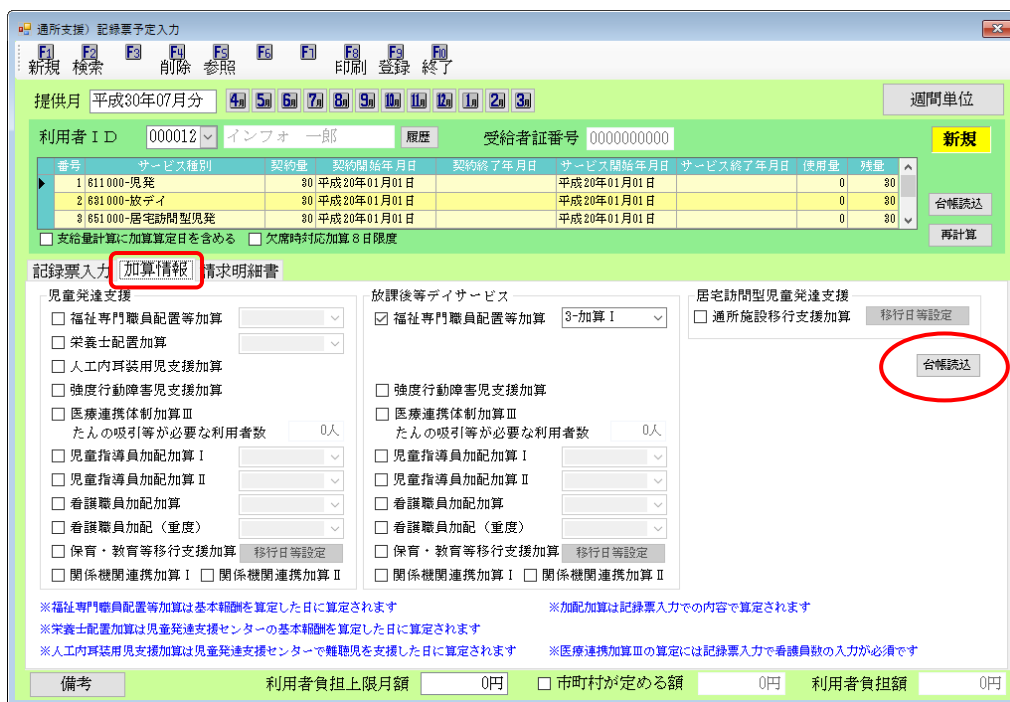 通所支援）記録票予定入力
F1 F2 F3 F4 F5 F6 F7 F8 F9 F10
新規 検索 削除 参照 印刷 登録 終了
提供月 平成30年07月分 4月 5月 6月 7月 8月 9月 10月 11月 12月 1月 2月 3月 週間単位
利用者ＩＤ 000012 インフォ 一郎 履歴 受給者証番号 0000000000 新規
番号 サービス種別 契約量 契約開始年月日 契約終了年月日 サービス開始年月日 サービス終了年月日 使用量 残量
1 611000-児発 30 平成20年01月01日 平成20年01月01日 0 30
2 631000-放デイ 30 平成20年01月01日 平成20年01月01日 0 30
3 651000-居宅訪問型児発 30 平成20年01月01日 平成20年01月01日 0 30
台帳読込
支給量計算に加算算定日を含める 欠席時対応加算８日限度 再計算
記録票入力 加算情報 請求明細書
児童発達支援 放課後等デイサービス 居宅訪問型児童発達支援
福祉専門職員配置等加算 福祉専門職員配置等加算 3-加算Ⅰ 通所施設移行支援加算 移行日等設定
栄養士配置加算
人工内耳装用児支援加算 台帳読込
強度行動障害児支援加算 強度行動障害児支援加算
医療連携体制加算Ⅲ 医療連携体制加算Ⅲ
たんの吸引等が必要な利用者数 0人 たんの吸引等が必要な利用者数 0人
児童指導員加配加算Ⅰ 児童指導員加配加算Ⅰ
児童指導員加配加算Ⅱ 児童指導員加配加算Ⅱ
看護職員加配加算 看護職員加配加算
看護職員加配（重度） 看護職員加配（重度）
保育・教育等移行支援加算 移行日等設定 保育・教育等移行支援加算 移行日等設定
関係機関連携加算Ⅰ 関係機関連携加算Ⅱ 関係機関連携加算Ⅰ 関係機関連携加算Ⅱ
※福祉専門職員配置等加算は基本報酬を算定した日に算定されます ※加配加算は記録票入力での内容で算定されます
※栄養士配置加算は児童発達支援センターの基本報酬を算定した日に算定されます
※人工内耳装用児支援加算は児童発達支援センターで難聴児を支援した日に算定されます ※医療連携加算Ⅲの算定には記録票入力で看護員数の入力が必須です
備考 利用者負担上限月額 0円 市町村が定める額 0円 利用者負担額 0円